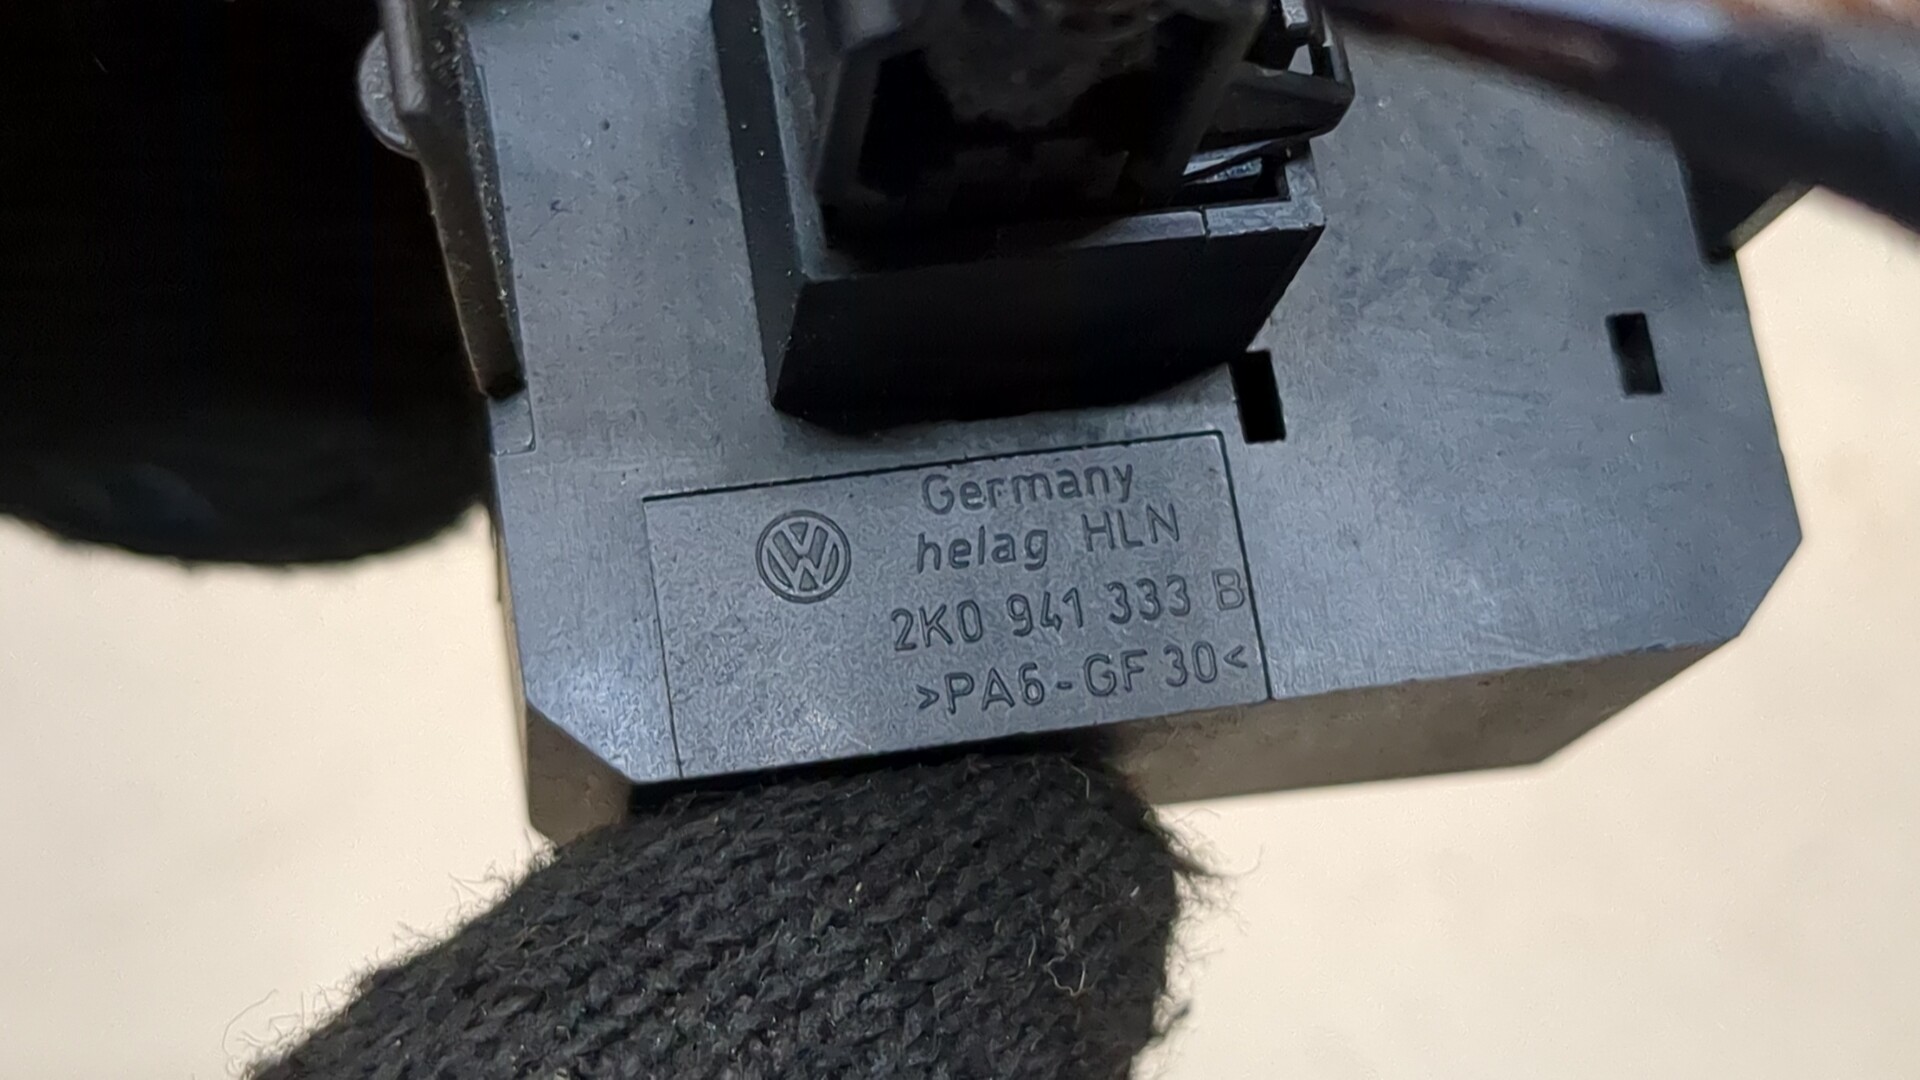 Germany
helag HLN
2K0 941 333 B
>PA6-GF30<